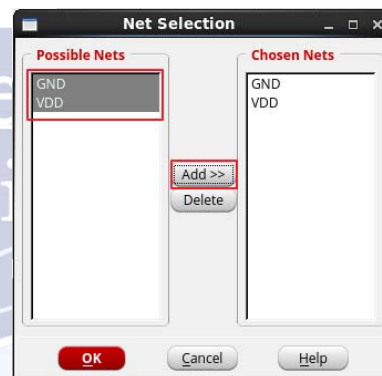 Net Selection
Possible Nets
GND
VDD
Add >>
Delete
Chosen Nets
GND
VDD
OK
Cancel
Help